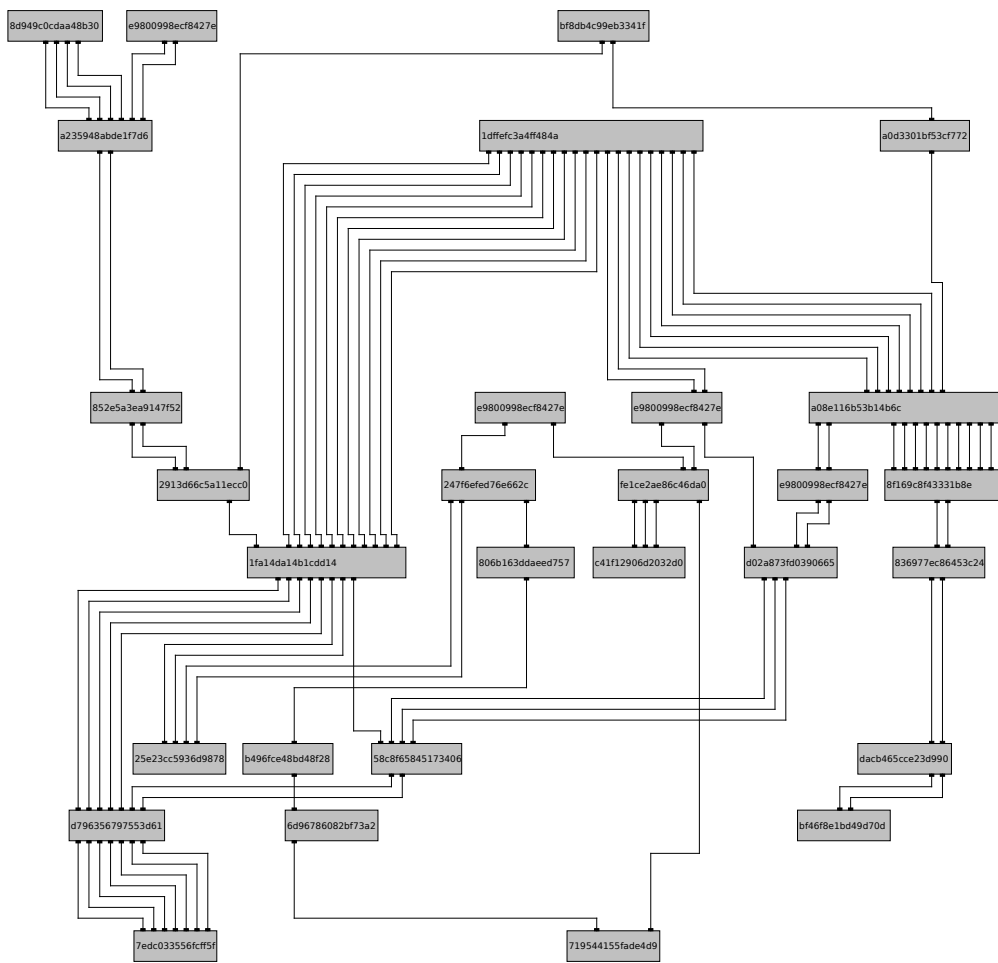 8d949c0cdaa48b30
e9800998ecf8427e
bf8db4c99eb3341f
a235948abde1f7d6
1dffefc3a4ff484a
a0d3301bf53cf772
852e5a3ea9147f52
e9800998ecf8427e
e9800998ecf8427e
a08e116b53b14b6c
2913d66c5a11ecc0
247f6efed76e662c
fe1ce2ae86c46da0
e9800998ecf8427e
8f169c8f43331b8e
1fa14da14b1cdd14
806b163ddaeed757
c41f12906d2032d0
d02a873fd0390665
836977ec86453c24
25e23cc5936d9878
b496fce48bd48f28
58c8f65845173406
dacb465cce23d990
d796356797553d61
6d96786082bf73a2
bf46f8e1bd49d70d
7edc033556fcff5f
719544155fade4d9